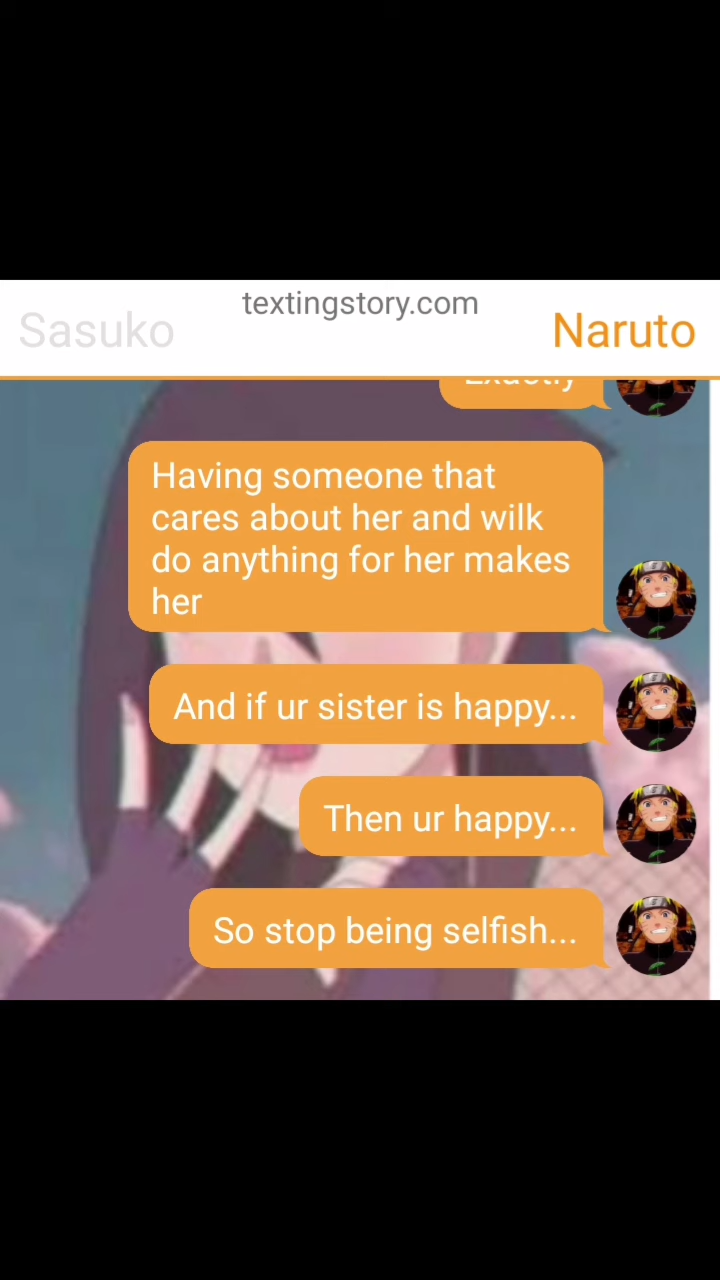 textingstory.com
Sasuko
Naruto
Exactly
Having someone that
cares about her and wilk
do anything for her makes
her
And if ur sister is happy...
Then ur happy...
So stop being selfish...